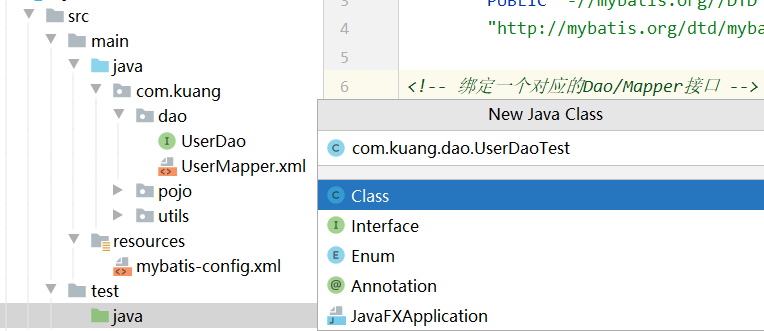 src
main
java
com.kuang
dao
UserDao
UserMapper.xml
pojo
utils
resources
mybatis-config.xml
test
java
3
4
5
6
PUBLIC "-//mybatis.org//DTD
"http://mybatis.org/dtd/myba
<!-- 绑定一个对应的Dao/Mapper接口 -->
New Java Class
com.kuang.dao.UserDaoTest
Class
Interface
Enum
Annotation
JavaFXApplication